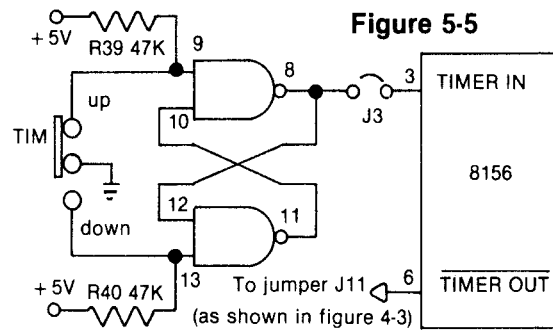 Figure 5-5
+ 5V
R39 47K
9
8
3
TIMER IN
up
10
J3
TIM
8156
12
11
down
13
6
TIMER OUT
+ 5V
R40 47K
To jumper J11
(as shown in figure 4-3)